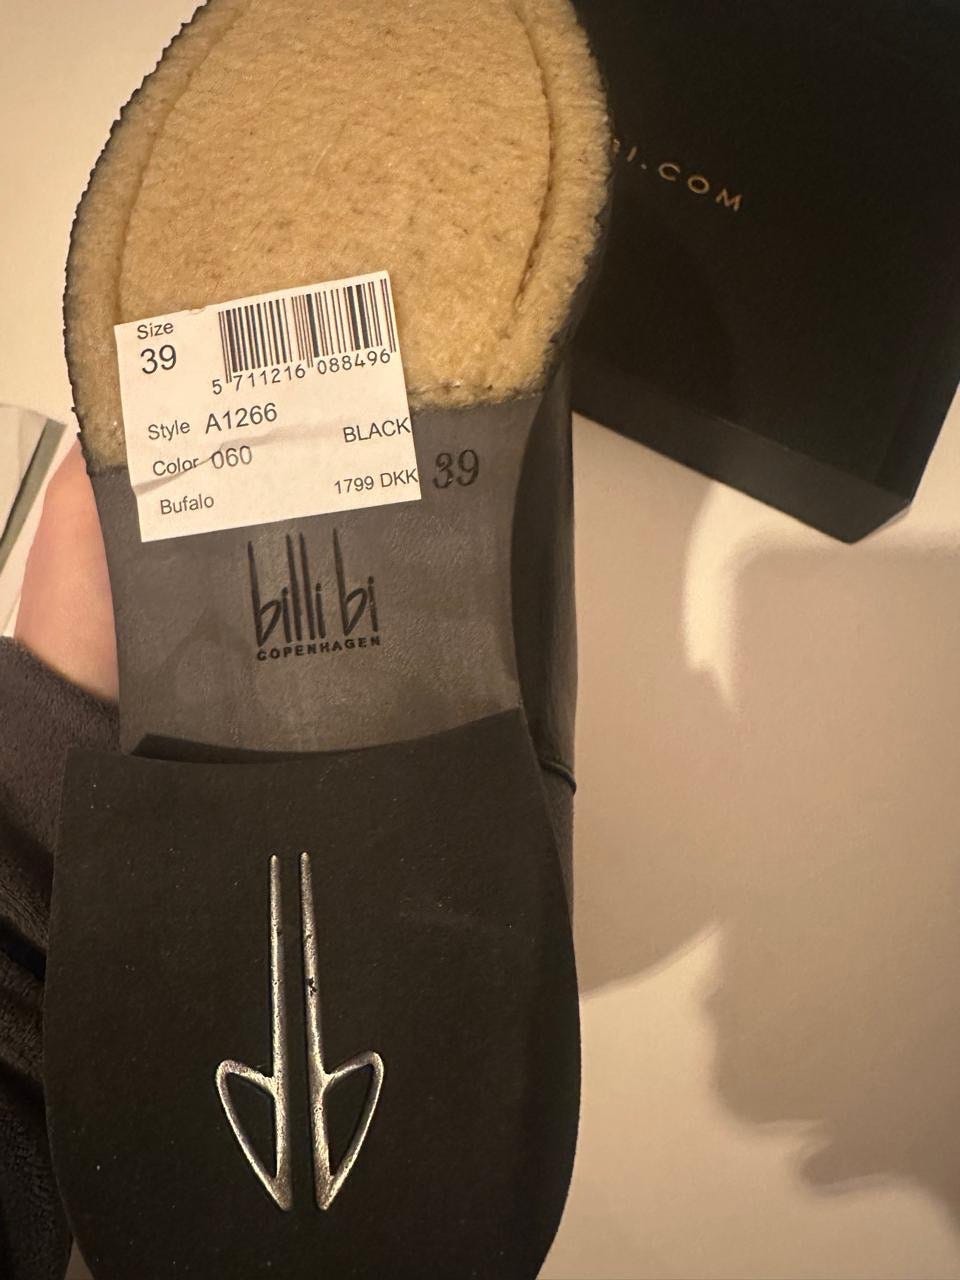 .COM
Size
39
5 711216 088496
Style A1266
Color 060 BLACK
Bufalo 1799 DKK
39
billi bi
COPENHAGEN